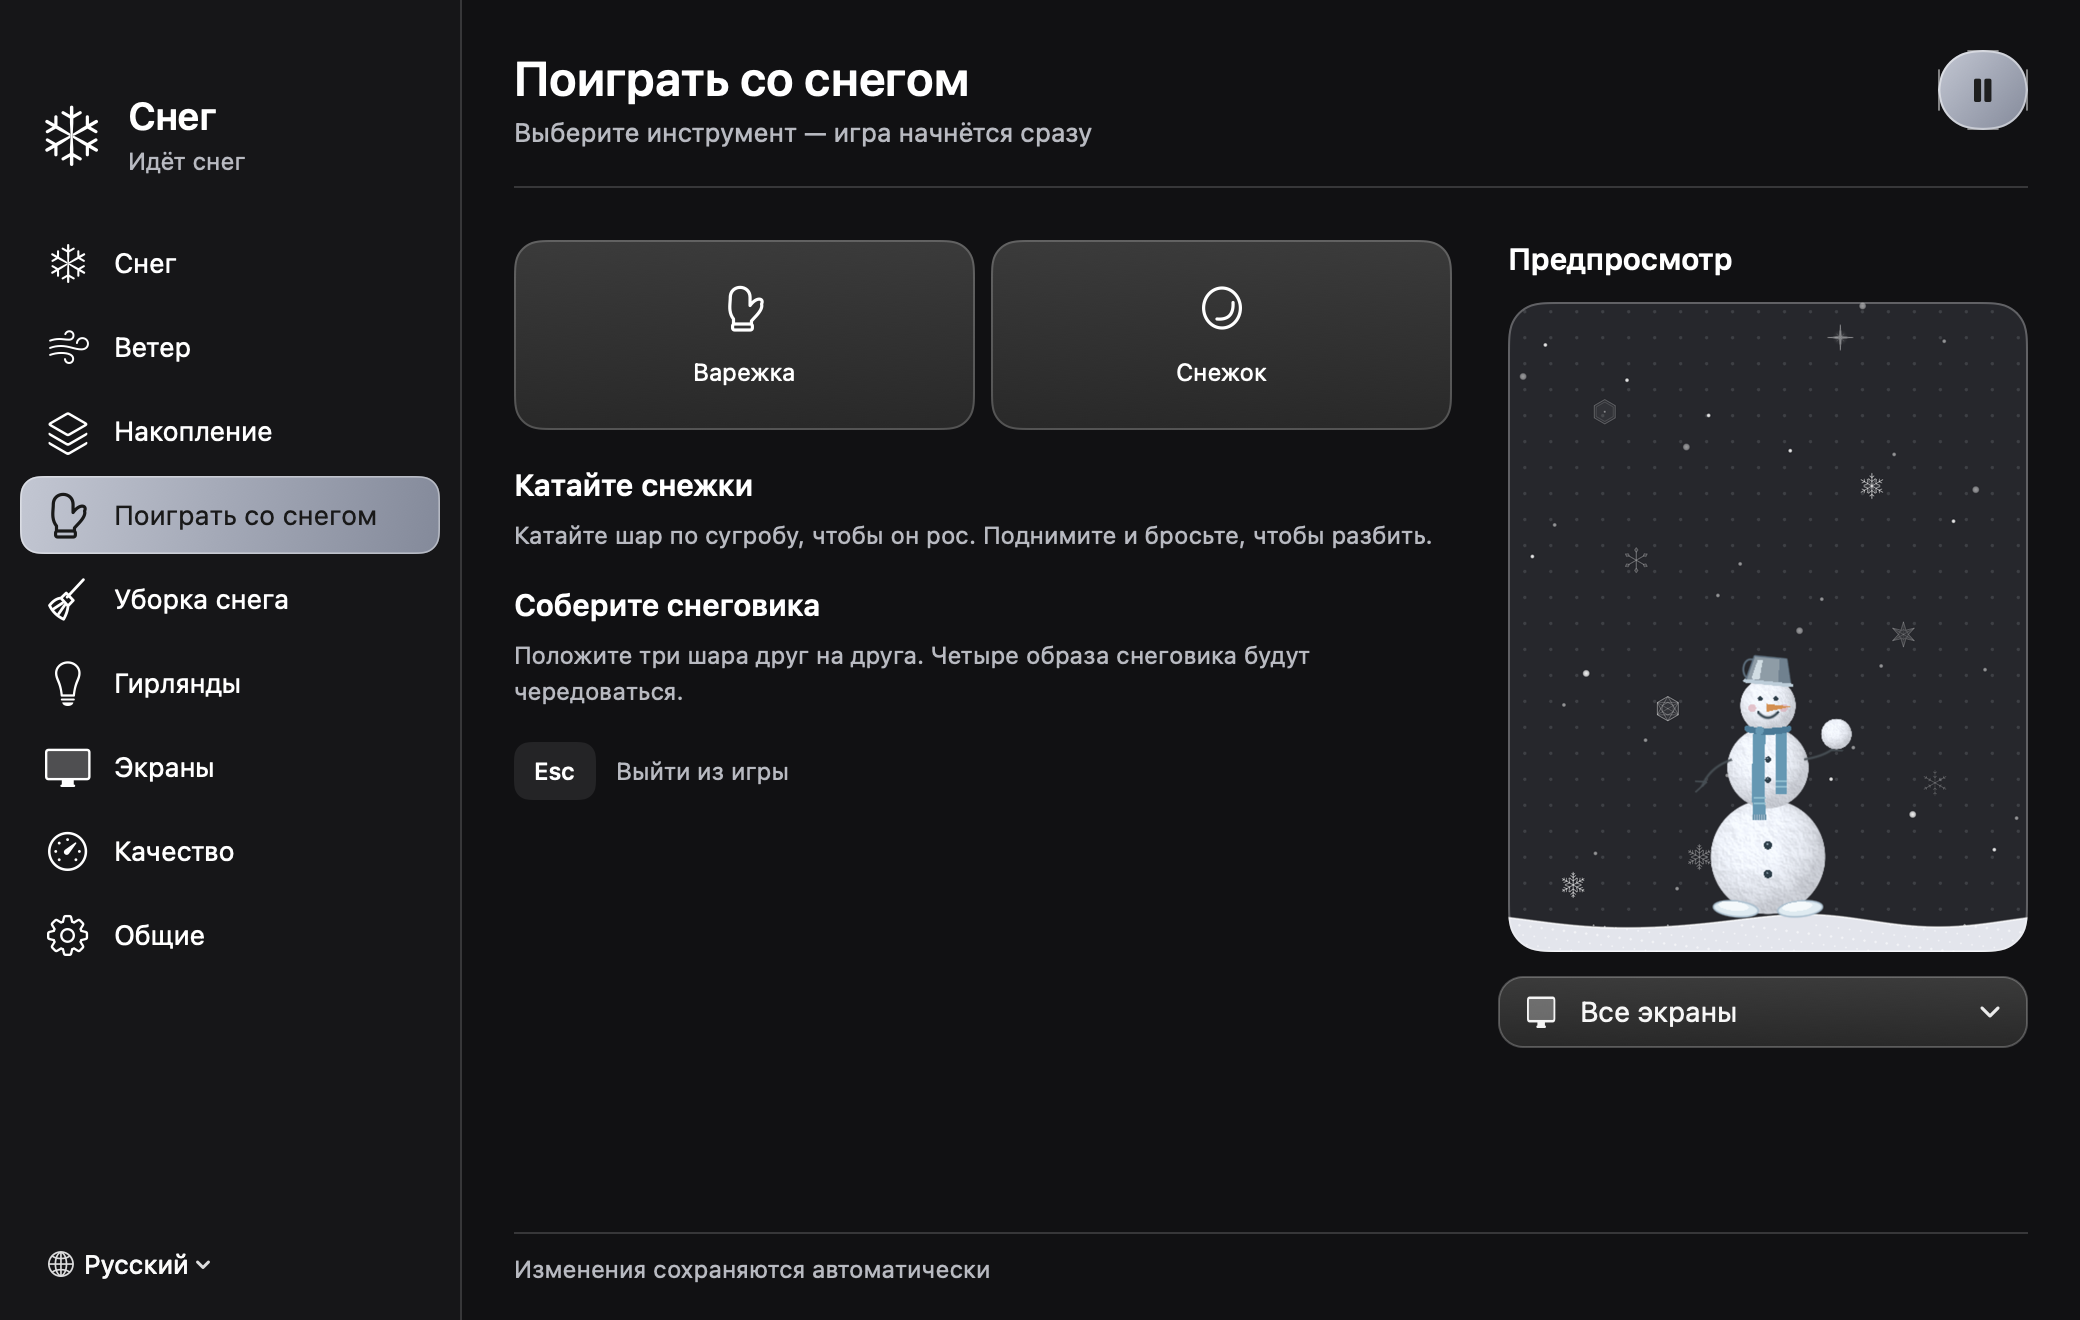 Снег
Идёт снег
Снег
Ветер
Накопление
Поиграть со снегом
Уборка снега
Гирлянды
Экраны
Качество
Общие
Русский
Поиграть со снегом
Выберите инструмент — игра начнётся сразу
Варежка
Снежок
Катайте снежки
Катайте шар по сугробу, чтобы он рос. Поднимите и бросьте, чтобы разбить.
Соберите снеговика
Положите три шара друг на друга. Четыре образа снеговика будут
чередоваться.
Esc Выйти из игры
Предпросмотр
Все экраны
Изменения сохраняются автоматически